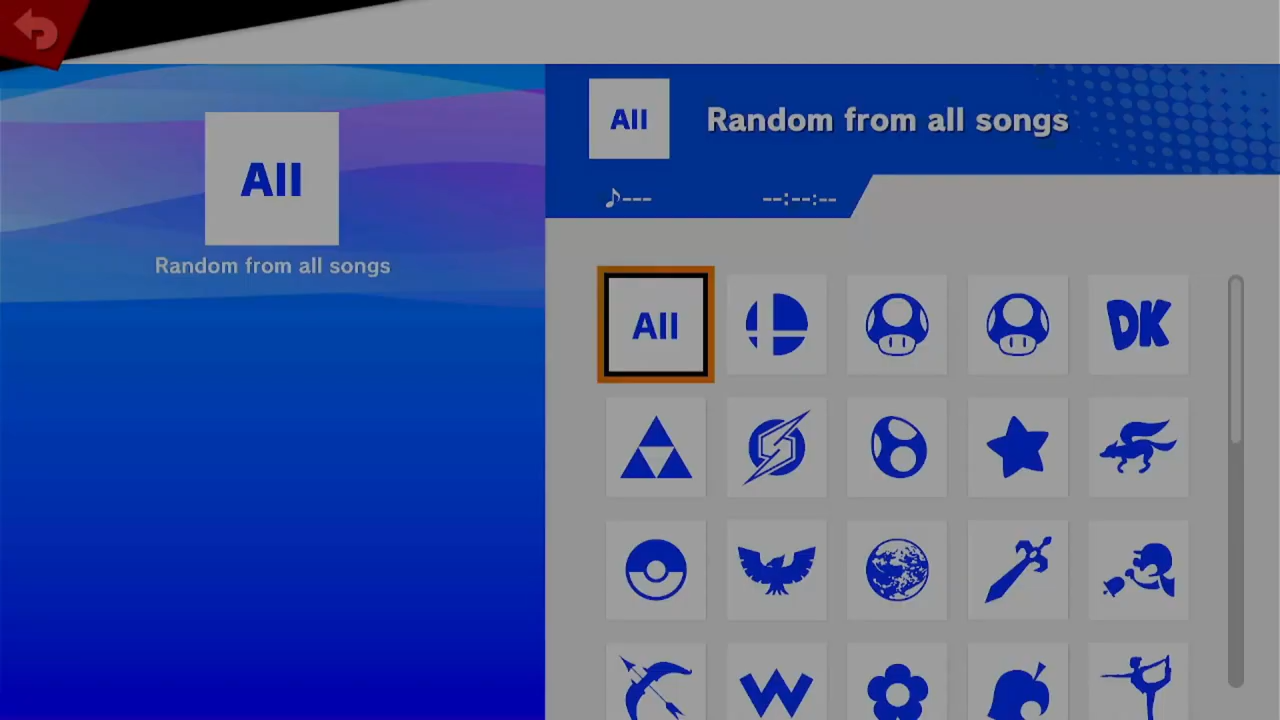 All
Random from all songs
All
Random from all songs
♪---
--:--:--
All
DK